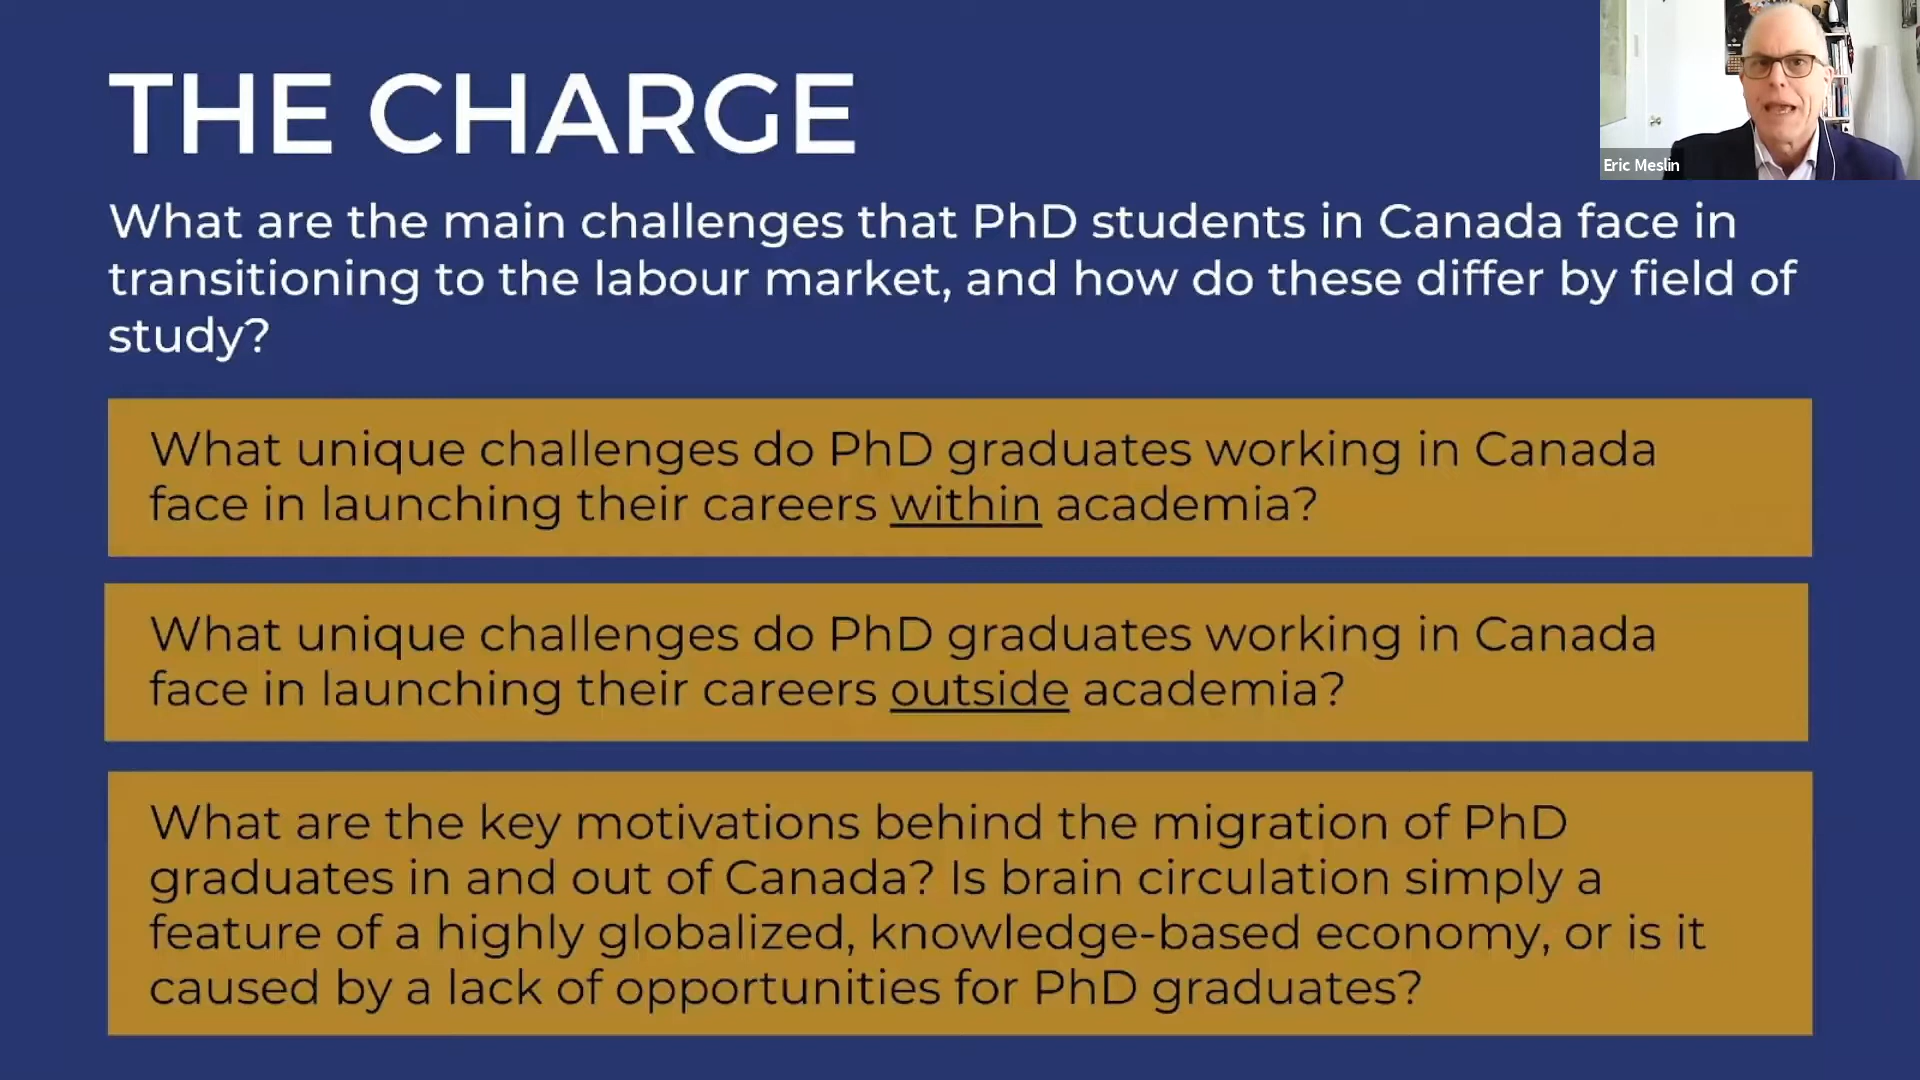 THE CHARGE
Eric Meslin
What are the main challenges that PhD students in Canada face in
transitioning to the labour market, and how do these differ by field of
study?
What unique challenges do PhD graduates working in Canada
face in launching their careers within academia?
What unique challenges do PhD graduates working in Canada
face in launching their careers outside academia?
What are the key motivations behind the migration of PhD
graduates in and out of Canada? Is brain circulation simply a
feature of a highly globalized, knowledge-based economy, or is it
caused by a lack of opportunities for PhD graduates?